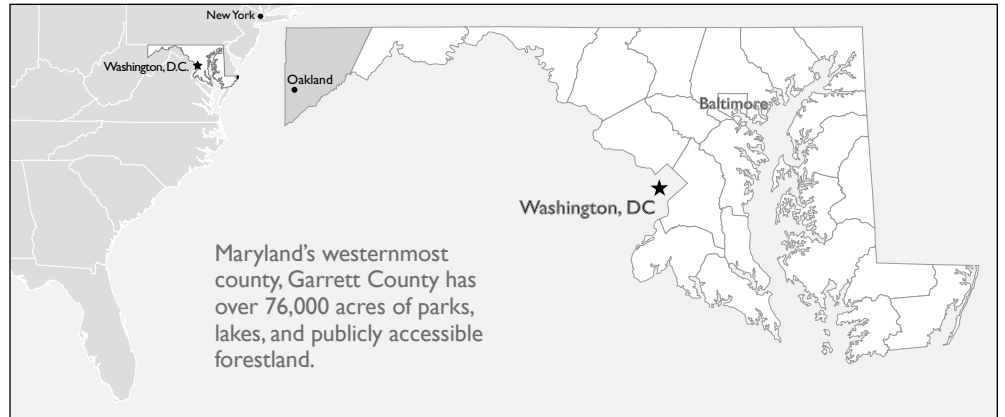 New York
Washington, D.C.
Oakland
Baltimore
Washington, DC
Maryland's westernmost
county, Garrett County has
over 76,000 acres of parks,
lakes, and publicly accessible
forestland.